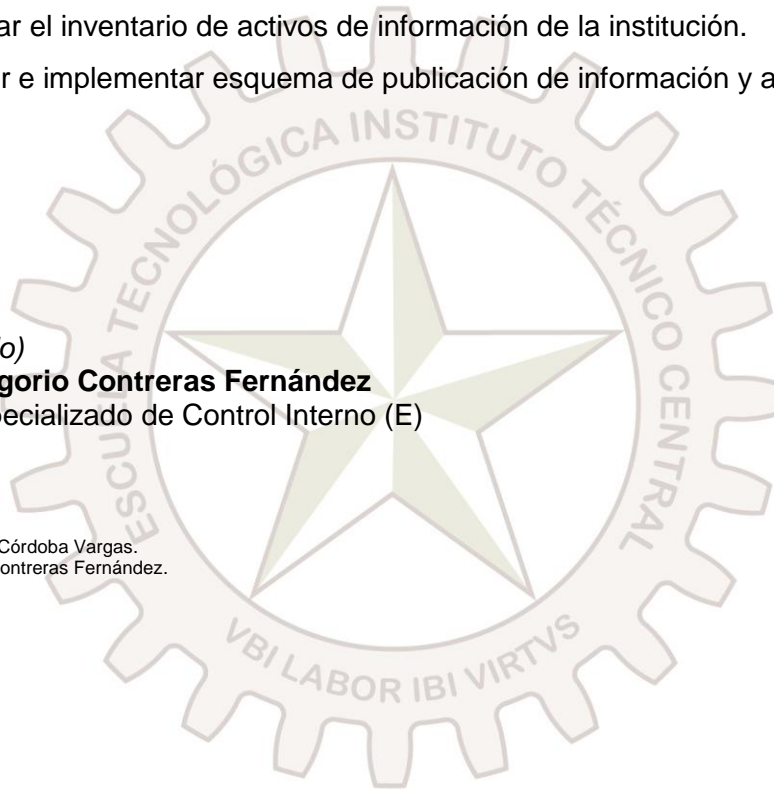 ar el inventario de activos de información de la institución.
r e implementar esquema de publicación de información y a
ESCUELA TECNOLÓGICA INSTITUTO TÉCNICO CENTRAL
o)
gorio Contreras Fernández
pecializado de Control Interno (E)
Córdoba Vargas.
ontreras Fernández.
VBI LABOR IBI VIRTVS